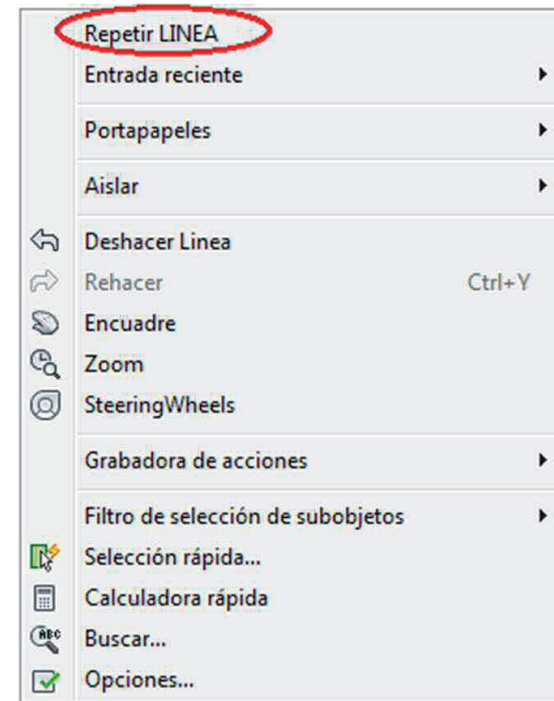 Repetir LINEA
Entrada reciente
Portapapeles
Aislar
Deshacer Linea
Rehacer Ctrl+Y
Encuadre
Zoom
SteeringWheels
Grabadora de acciones
Filtro de selección de subobjetos
Selección rápida...
Calculadora rápida
ABC
Buscar...
Opciones...